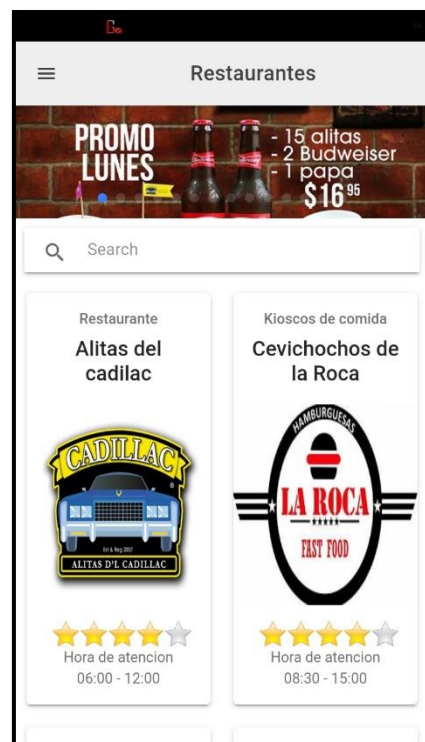 Restaurantes
PROMO
LUNES
- 15 alitas
- 2 Budweiser
- 1 papa
$16 95
Search
Restaurante
Alitas del
cadilac
CADILLAC
ALITAS D'L CADILLAC
Hora de atencion
06:00 - 12:00
Kioscos de comida
Cevichochos de
la Roca
HAMBURGUESAS
LA ROCA
FAST FOOD
Hora de atencion
08:30 - 15:00